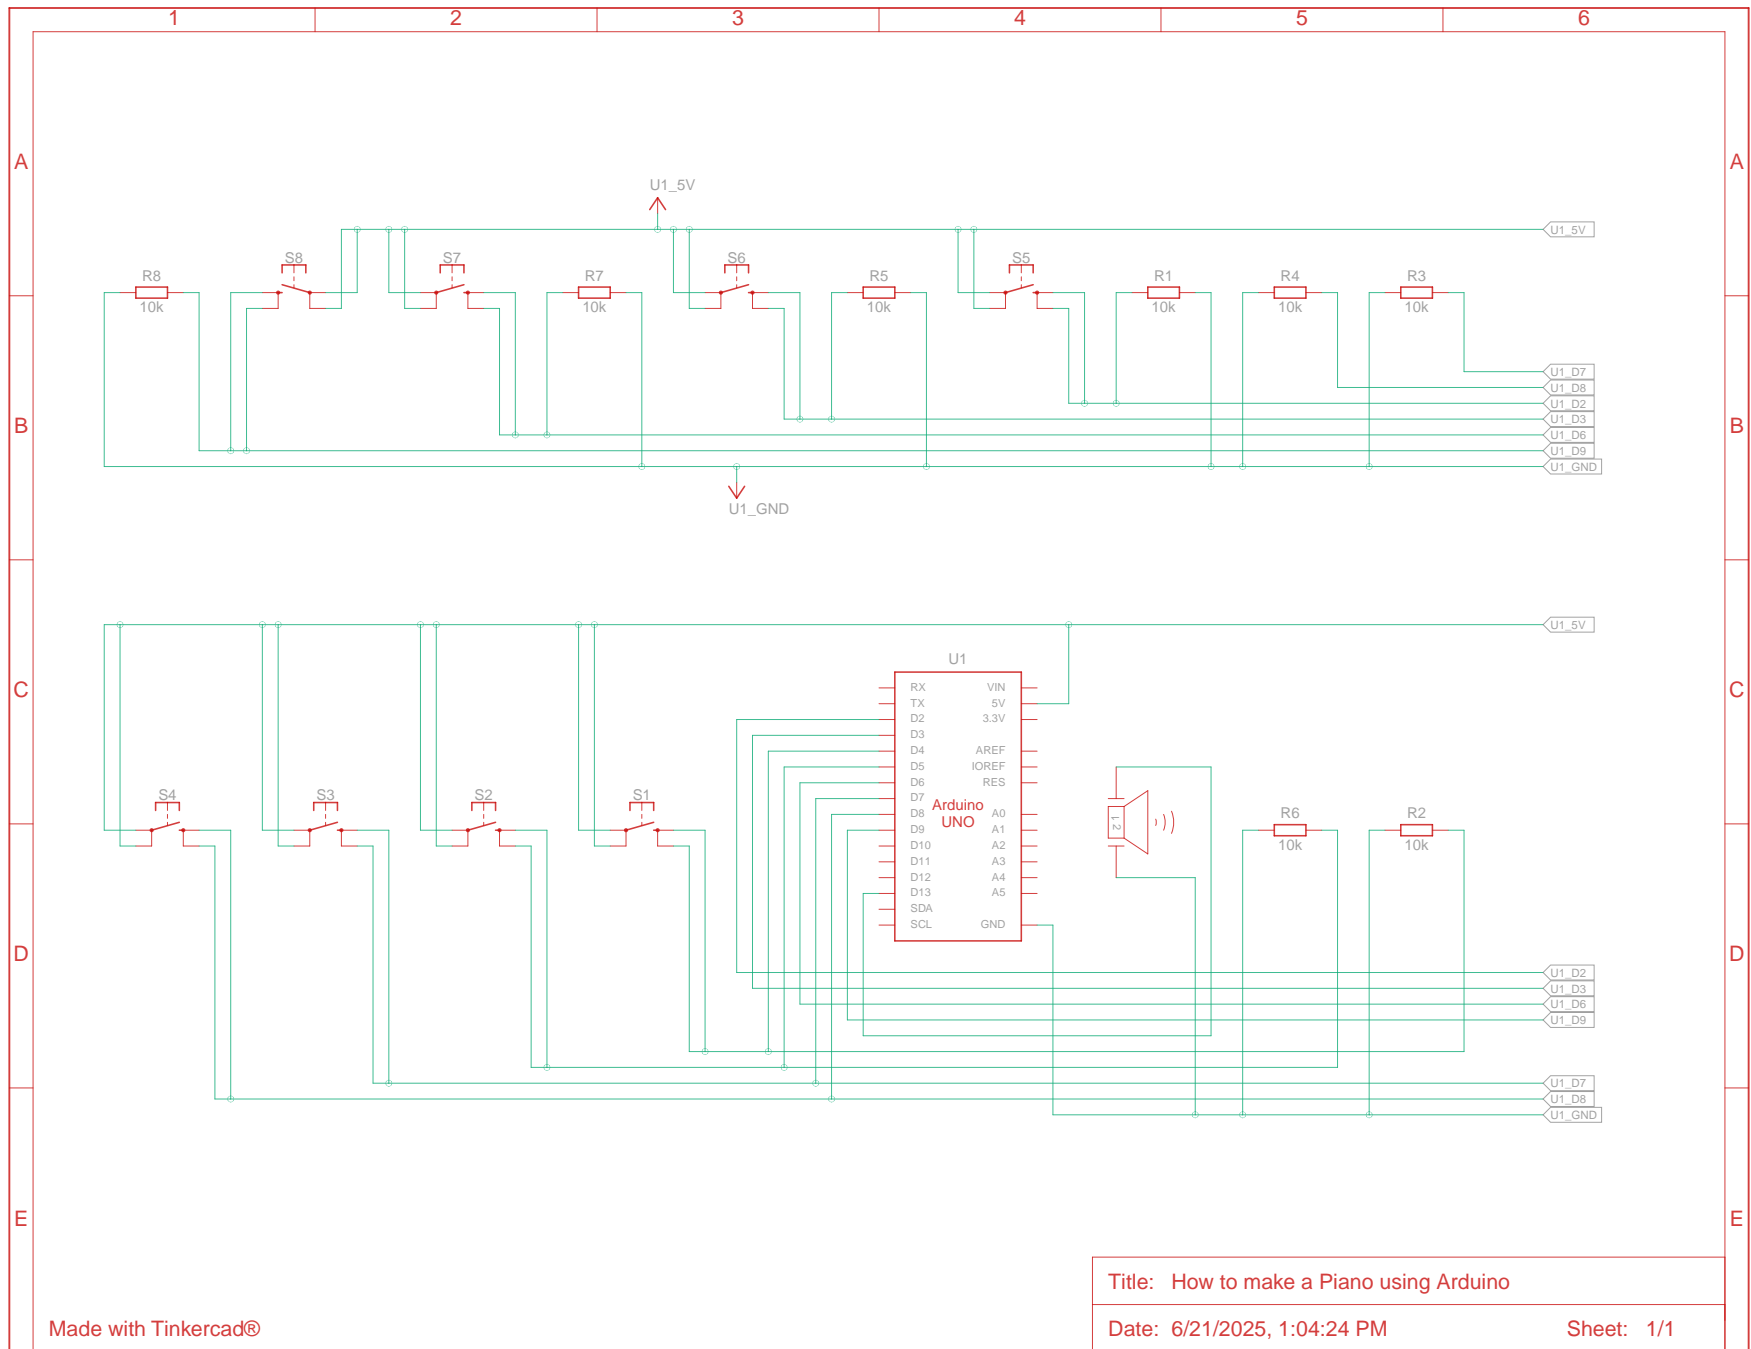 1 2 3 4 5 6
A A
U1_5V
U1_5V
S8 S7 S6 S5
R8 R7 R5 R1 R4 R3
10k 10k 10k 10k 10k 10k
U1_D7
U1_D8
U1_D2
U1_D3
B B
U1_D6
U1_D9
U1_GND
U1_GND
U1_5V
U1
C C
RX VIN
TX 5V
D2 3.3V
D3
D4 AREF
D5 IOREF
D6 RES
S4 S3 S2 S1
D7
Arduino
D8 A0
UNO
R6 R2
1 2
D9 A1
D10 A2
10k 10k
D11 A3
D12 A4
D13 A5
SDA
SCL GND
D D
U1_D2
U1_D3
U1_D6
U1_D9
U1_D7
U1_D8
U1_GND
E E
Title: How to make a Piano using Arduino
Made with Tinkercad®
Date: 6/21/2025, 1:04:24 PM Sheet: 1/1